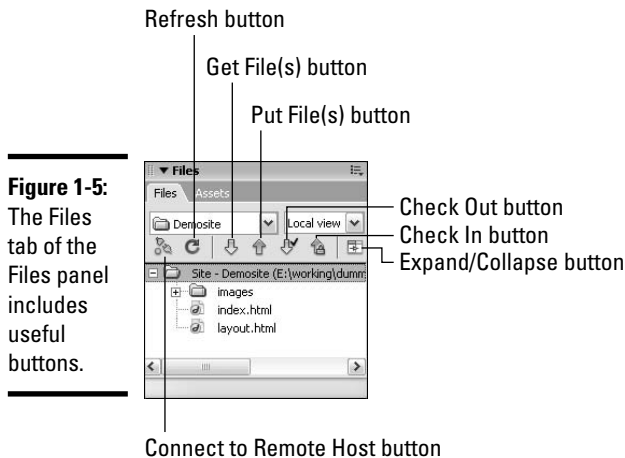 Refresh button
Get File(s) button
Put File(s) button
Figure 1-5:
The Files
tab of the
Files panel
includes
useful
buttons.
Files
Files Assets
Demosite Local view
Check Out button
Check In button
Expand/Collapse button
Site - Demosite (E:\working\dumm
images
index.html
layout.html
Connect to Remote Host button